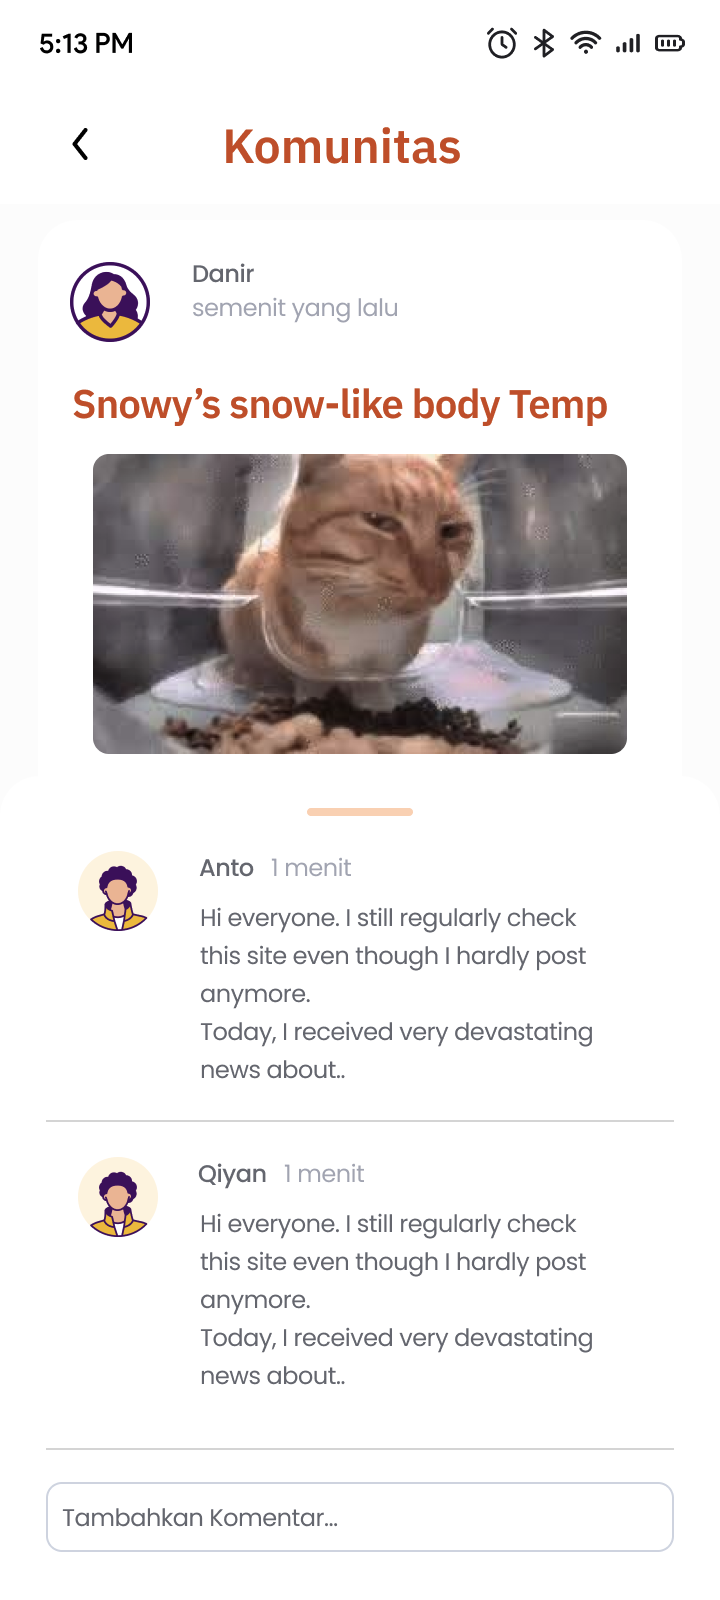 5:13 PM
Komunitas
Danir
semenit yang lalu
Snowy’s snow-like body Temp
Anto 1 menit
Hi everyone. I still regularly check
this site even though I hardly post
anymore.
Today, I received very devastating
news about..
Qiyan 1 menit
Hi everyone. I still regularly check
this site even though I hardly post
anymore.
Today, I received very devastating
news about..
Tambahkan Komentar...